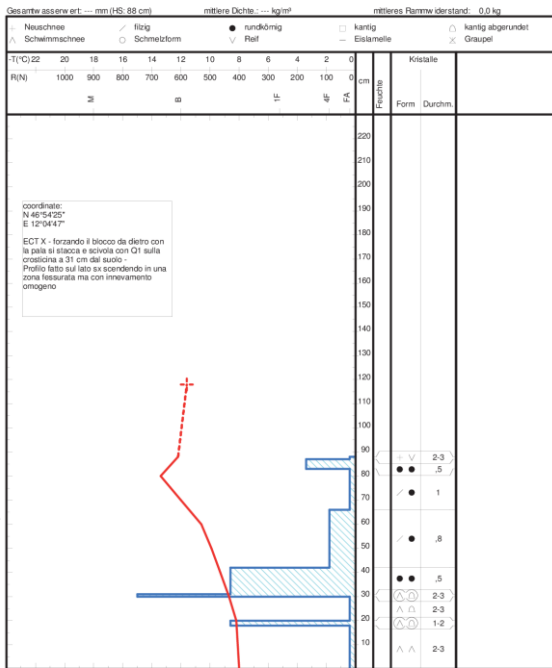 Gesamtwasserwert: --- mm (HS: 88 cm) mittlere Dichte.: --- kg/m³ mittleres Rammwiderstand: 0,0 kg
+ Neuschnee / filzig ● rundkörnig □ kantig kantig abgerundet
∧ Schwimmschnee ○ Schmelzform ∨ Reif — Eislamelle Graupel
-T(°C) 22 20 18 16 14 12 10 8 6 4 2 0
R(N) 1000 900 800 700 600 500 400 300 200 100 0
M B 1F 4F FA
cm
Feuchte
Kristalle
Form Durchm.
220
210
200
190
180
170
160
150
140
130
120
110
100
90
80
70
60
50
40
30
20
10
coordinate:
N 46°54'25"
E 12°04'47"
ECT X - forzando il blocco da dietro con
la pala si stacca e scivola con Q1 sulla
crosticina a 31 cm dal suolo -
Profilo fatto sul lato sx scendendo in una
zona fessurata ma con innevamento
omogeno
+ ∨ 2-3
● ● ,5
/ ● 1
/ ● ,8
● ● ,5
2-3
2-3
1-2
∧ ∧ 2-3